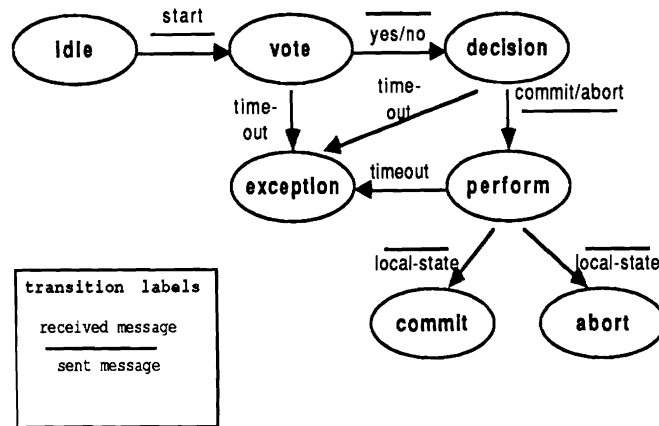 start
idle
vote
yes/no
decision
time-
out
time-
out
commit/abort
exception
timeout
perform
local-state
local-state
commit
abort
transition labels
received message
sent message